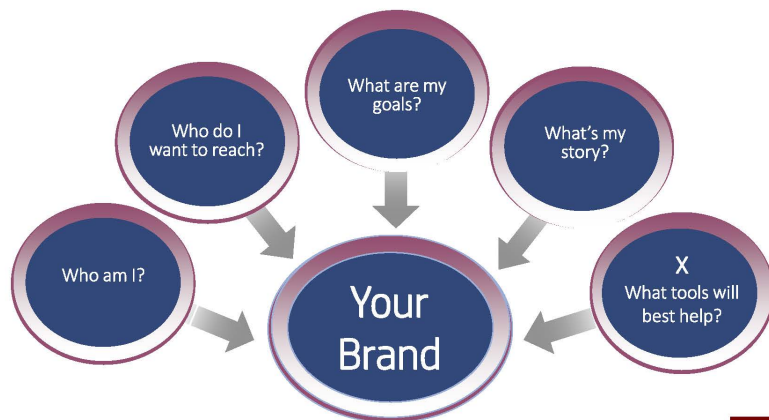 Who am I?
Who do I
want to reach?
What are my
goals?
What's my
story?
X
What tools will
best help?
Your
Brand